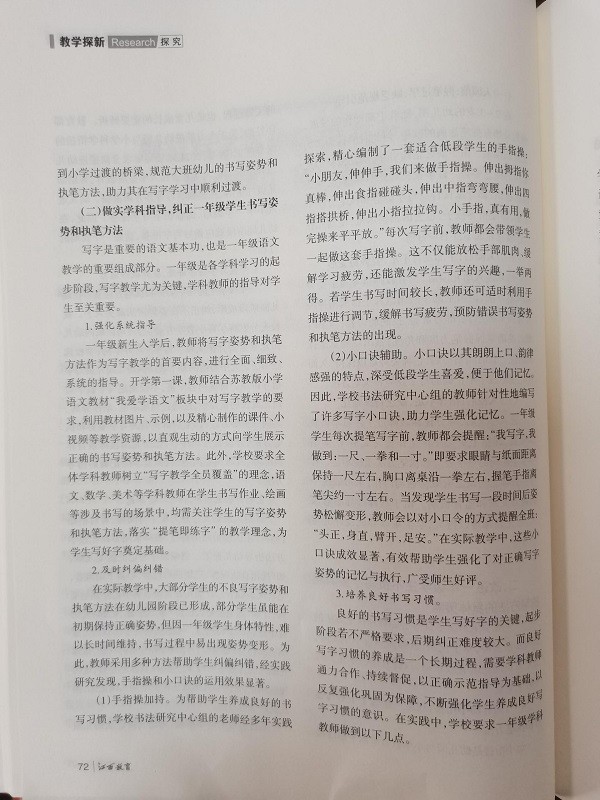 教学探新 Research 探究
到小学过渡的桥梁，规范大班幼儿的书写姿势和
执笔方法，助力其在写字学习中顺利过渡。
（二）做实学科指导，纠正一年级学生书写姿
势和执笔方法
写字是重要的语文基本功，也是一年级语文
教学的重要组成部分。一年级是各学科学习的起
步阶段，写字教学尤为关键，学科教师的指导对学
生至关重要。
1.强化系统指导
一年级新生入学后，教师将写字姿势和执笔
方法作为写字教学的首要内容，进行全面、细致、
系统的指导。开学第一课，教师结合苏教版小学
语文教材“我爱学语文”板块中对写字教学的要
求，利用教材图片、示例，以及精心制作的课件、小
视频等教学资源，以直观生动的方式向学生展示
正确的书写姿势和执笔方法。此外，学校要求全
体学科教师树立“写字教学全员覆盖”的理念，语
文、数学、美术等学科教师在学生书写作业、绘画
等涉及书写的场景中，均需关注学生的写字姿势
和执笔方法，落实“提笔即练字”的教学理念，为
学生写好字奠定基础。
2.及时纠偏纠错
在实际教学中，大部分学生的不良写字姿势和
执笔方法在幼儿园阶段已形成，部分学生虽能在
初期保持正确姿势，但因一年级学生身体特性，难
以长时间维持，书写过程中易出现姿势变形。为
此，教师采用多种方法帮助学生纠偏纠错，经实践
研究发现，手指操和小口诀的运用效果显著。
（1）手指操加持。为帮助学生养成良好的书
写习惯，学校书法研究中心组的老师经多年实践
探索，精心编制了一套适合低段学生的手指操：
“小朋友，伸伸手，我们来做手指操。伸出拇指你
真棒，伸出食指碰碰头，伸出中指弯弯腰，伸出四
指搭拱桥，伸出小指拉拉钩。小手指，真有用，做
完操来平平放。”每次写字前，教师都会带领学生
一起做这套手指操。这不仅能放松手部肌肉、缓
解学习疲劳，还能激发学生写字的兴趣，一举两
得。若学生书写时间较长，教师还可适时利用手
指操进行调节，缓解书写疲劳，预防错误书写姿势
和执笔方法的出现。
（2）小口诀辅助。小口诀以其朗朗上口、韵律
感强的特点，深受低段学生喜爱，便于他们记忆。
因此，学校书法研究中心组的教师针对性地编写
了许多写字小口诀，助力学生强化记忆。一年级
学生每次提笔写字前，教师都会提醒：“我写字，我
做到：一尺，一拳和一寸。”即要求眼睛与纸面距离
保持一尺左右，胸口离桌沿一拳左右，握笔手指离
笔尖约一寸左右。当发现学生书写一段时间后姿
势松懈变形，教师会以对小口令的方式提醒全班：
“头正，身直，臂开，足安。”在实际教学中，这些小
口诀成效显著，有效帮助学生强化了对正确写字
姿势的记忆与执行，广受师生好评。
3.培养良好书写习惯。
良好的书写习惯是学生写好字的关键，起步
阶段若不严格要求，后期纠正难度较大。而良好
写字习惯的养成是一个长期过程，需要学科教师
通力合作、持续督促，以正确示范指导为基础，以
反复强化巩固为保障，不断强化学生养成良好写
字习惯的意识。在实践中，学校要求一年级学科
教师做到以下几点。
72 江西教育